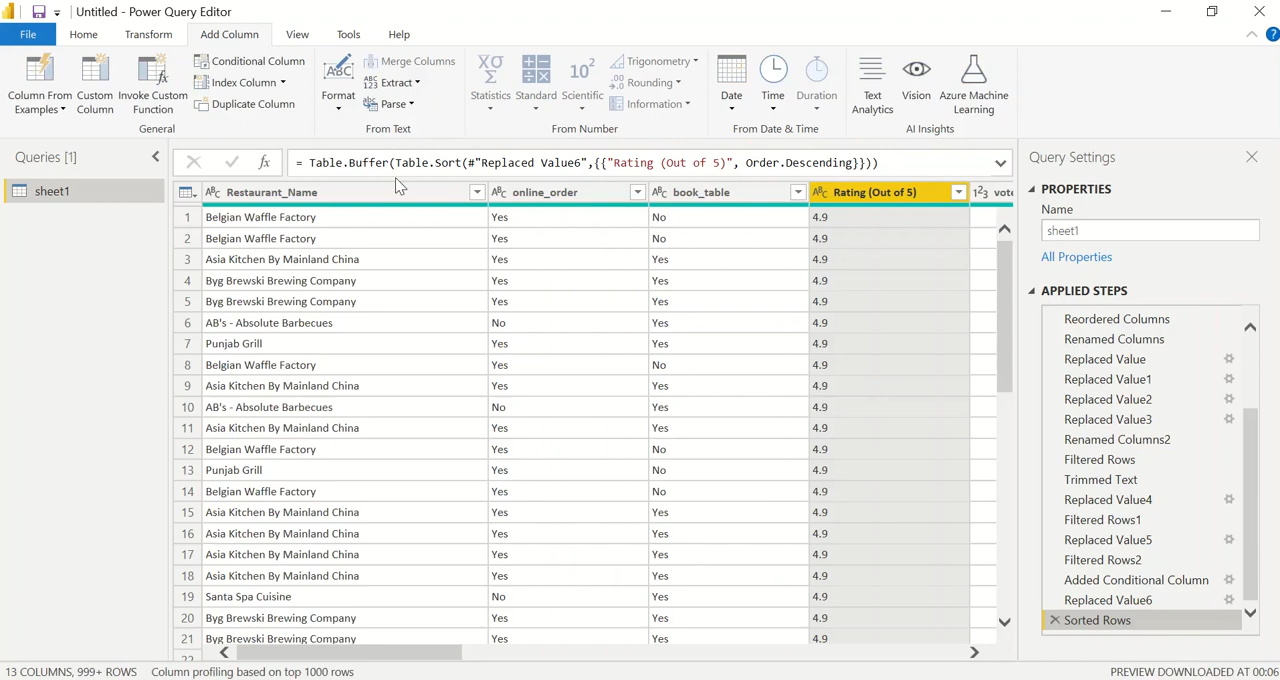 Untitled - Power Query Editor
File Home Transform Add Column View Tools Help
Column From Examples
Custom Column
Invoke Custom Function
Conditional Column
Index Column
Duplicate Column
General
Format
Merge Columns
ABC 123 Extract
Parse
From Text
Statistics
Standard
10² Scientific
Trigonometry
Rounding
Information
From Number
Date
Time
Duration
From Date & Time
Text Analytics
Vision
Azure Machine Learning
AI Insights
Queries [1]
sheet1
fx = Table.Buffer(Table.Sort(#"Replaced Value6",{{"Rating (Out of 5)", Order.Descending}}))
Restaurant_Name online_order book_table Rating (Out of 5) vote
1 Belgian Waffle Factory Yes No 4.9
2 Belgian Waffle Factory Yes No 4.9
3 Asia Kitchen By Mainland China Yes Yes 4.9
4 Byg Brewski Brewing Company Yes Yes 4.9
5 Byg Brewski Brewing Company Yes Yes 4.9
6 AB's - Absolute Barbecues No Yes 4.9
7 Punjab Grill Yes Yes 4.9
8 Belgian Waffle Factory Yes No 4.9
9 Asia Kitchen By Mainland China Yes Yes 4.9
10 AB's - Absolute Barbecues No Yes 4.9
11 Asia Kitchen By Mainland China Yes Yes 4.9
12 Belgian Waffle Factory Yes No 4.9
13 Punjab Grill Yes Yes 4.9
14 Belgian Waffle Factory Yes No 4.9
15 Asia Kitchen By Mainland China Yes Yes 4.9
16 Asia Kitchen By Mainland China Yes Yes 4.9
17 Asia Kitchen By Mainland China Yes Yes 4.9
18 Asia Kitchen By Mainland China Yes Yes 4.9
19 Santa Spa Cuisine No Yes 4.9
20 Byg Brewski Brewing Company Yes Yes 4.9
21 Byg Brewski Brewing Company Yes Yes 4.9
22
Query Settings
PROPERTIES
Name
sheet1
All Properties
APPLIED STEPS
Reordered Columns
Renamed Columns
Replaced Value
Replaced Value1
Replaced Value2
Replaced Value3
Renamed Columns2
Filtered Rows
Trimmed Text
Replaced Value4
Filtered Rows1
Replaced Value5
Filtered Rows2
Added Conditional Column
Replaced Value6
Sorted Rows
13 COLUMNS, 999+ ROWS Column profiling based on top 1000 rows PREVIEW DOWNLOADED AT 00:06